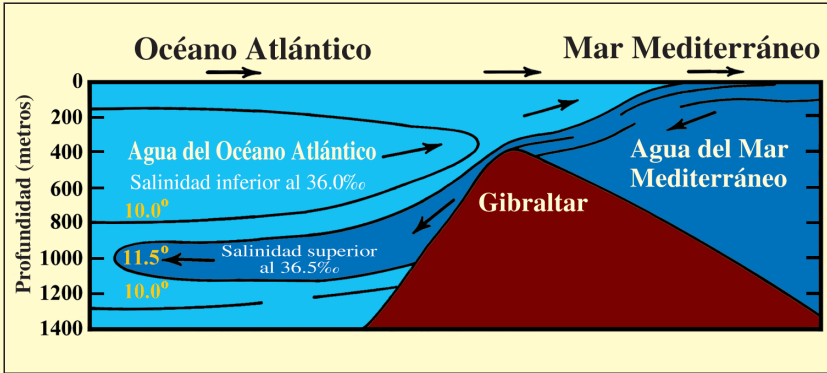 Océano Atlántico
Mar Mediterráneo
Profundidad (metros)
0
200
400
600
800
1000
1200
1400
Agua del Océano Atlántico
Salinidad inferior al 36.0‰
10.0°
11.5°
Salinidad superior
al 36.5‰
10.0°
Gibraltar
Agua del Mar
Mediterráneo